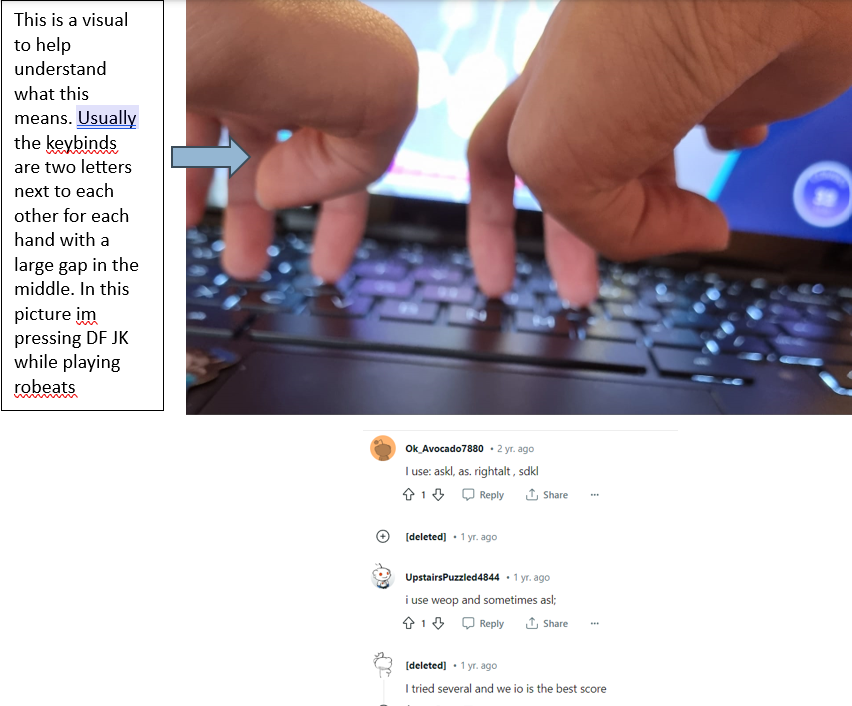 This is a visual
to help
understand
what this
means. Usually
the keybinds
are two letters
next to each
other for each
hand with a
large gap in the
middle. In this
picture im
pressing DF JK
while playing
robeats
Ok_Avocado7880 • 2 yr. ago
I use: askl, as. rightalt , sdkl
1 Reply Share ...
[deleted] • 1 yr. ago
UpstairsPuzzled4844 • 1 yr. ago
i use weop and sometimes asl;
1 Reply Share ...
[deleted] • 1 yr. ago
I tried several and we io is the best score